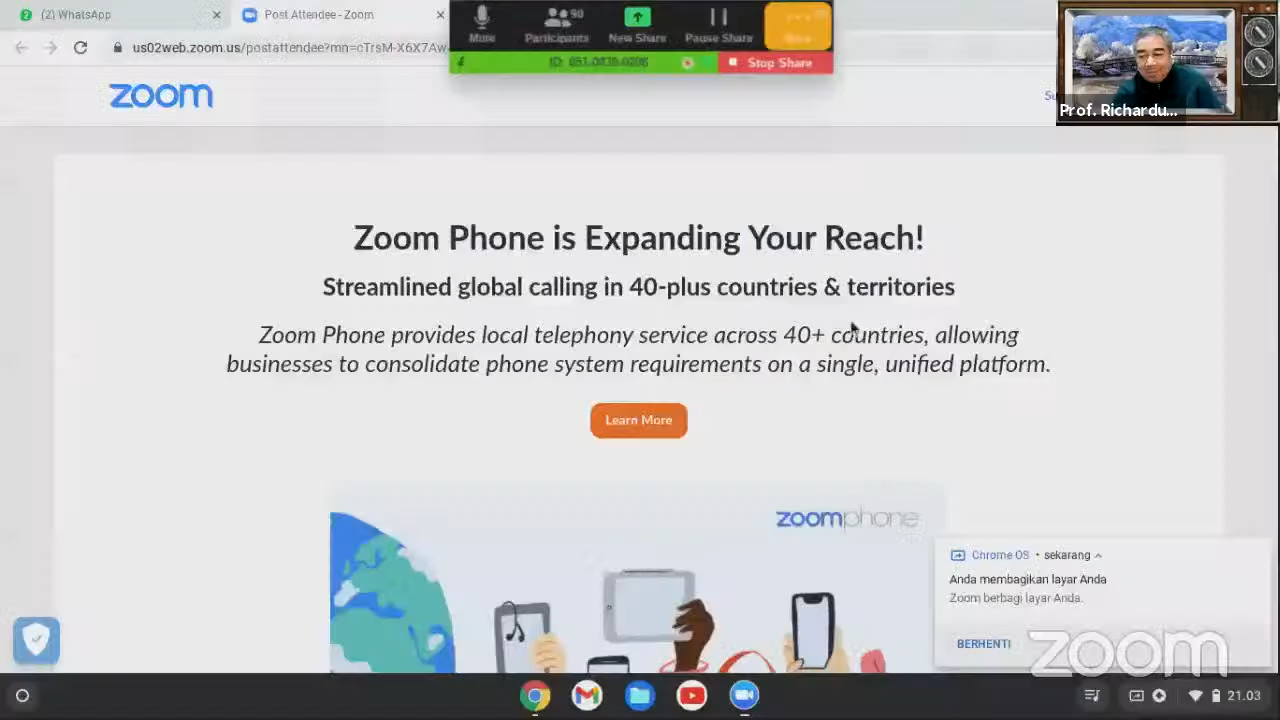 (2) WhatsApp
Post Attendee - Zoom
Mute
90
Participants
New Share
Pause Share
Stop Share
us02web.zoom.us/postattendee?mn=cTrsM-X6X7Aw
zoom
Prof. Richardu...
Zoom Phone is Expanding Your Reach!
Streamlined global calling in 40-plus countries & territories
Zoom Phone provides local telephony service across 40+ countries, allowing
businesses to consolidate phone system requirements on a single, unified platform.
Learn More
zoomphone
Chrome OS • sekarang
Anda membagikan layar Anda
Zoom berbagi layar Anda.
BERHENTI
zoom
21.03